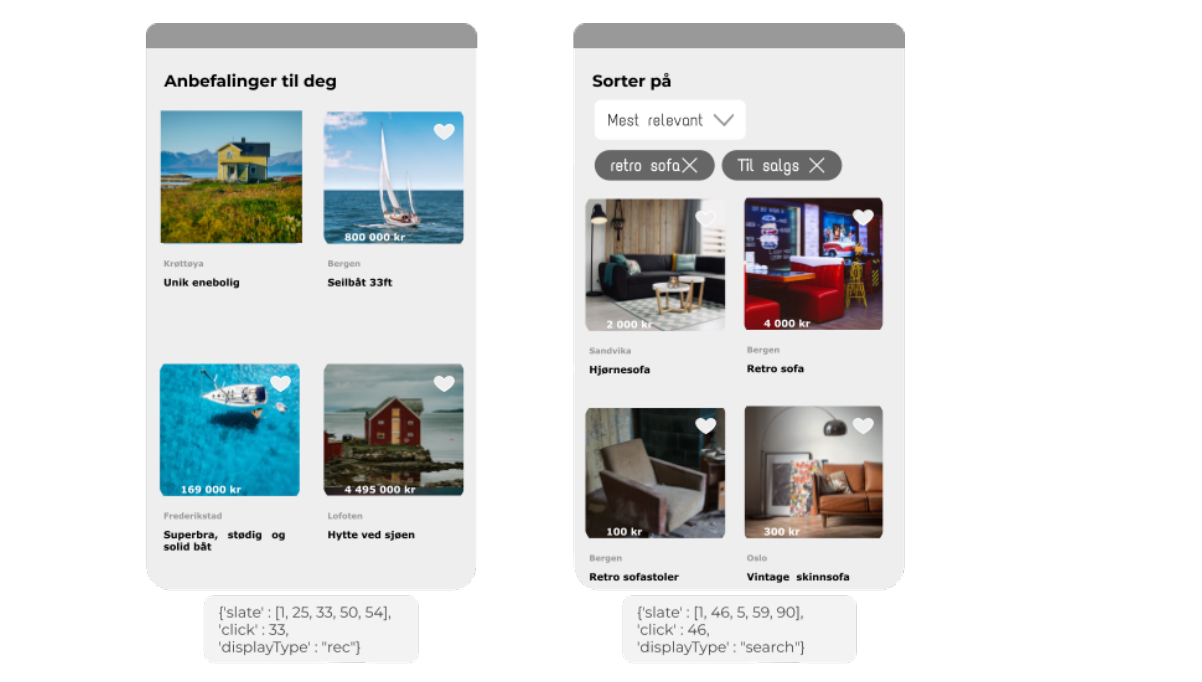 Anbefalinger til deg
800 000 kr
Krøttøya
Unik enebolig
Bergen
Seilbåt 33ft
169 000 kr
4 495 000 kr
Frederikstad
Superbra, stødig og
solid båt
Lofoten
Hytte ved sjøen
{'slate' : [1, 25, 33, 50, 54],
'click' : 33,
'displayType' : "rec"}
Sorter på
Mest relevant
retro sofa
Til salgs
2 000 kr
4 000 kr
Sandvika
Hjørnesofa
Bergen
Retro sofa
100 kr
300 kr
Bergen
Retro sofastoler
Oslo
Vintage skinnsofa
{'slate' : [1, 46, 5, 59, 90],
'click' : 46,
'displayType' : "search"}